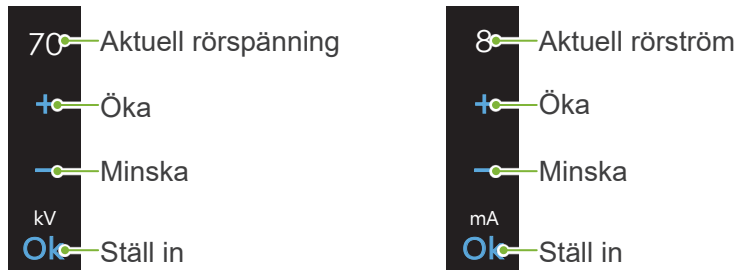 70 Aktuell rörspänning
+ Öka
− Minska
kV
Ok Ställ in
8 Aktuell rörström
+ Öka
− Minska
mA
Ok Ställ in